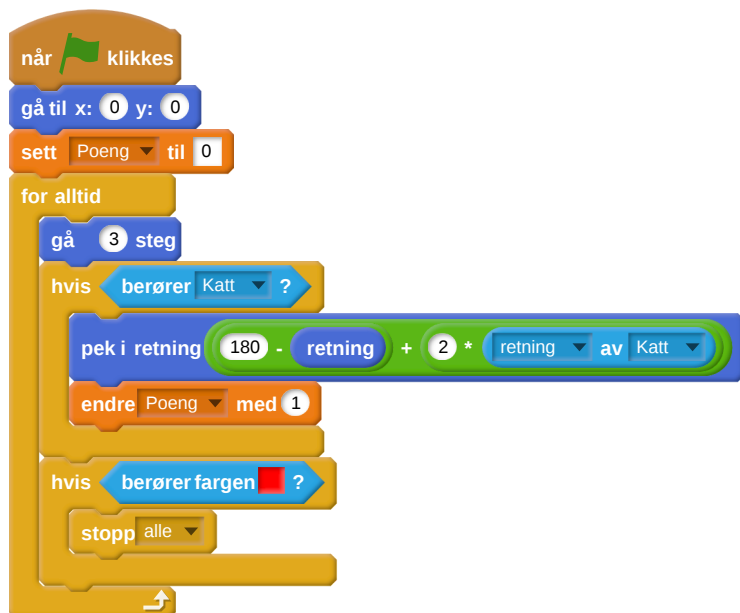 når klikkes
gå til x: 0 y: 0
sett Poeng til 0
for alltid
gå 3 steg
hvis berører Katt ?
pek i retning 180 - retning + 2 * retning av Katt
endre Poeng med 1
hvis berører fargen ?
stopp alle